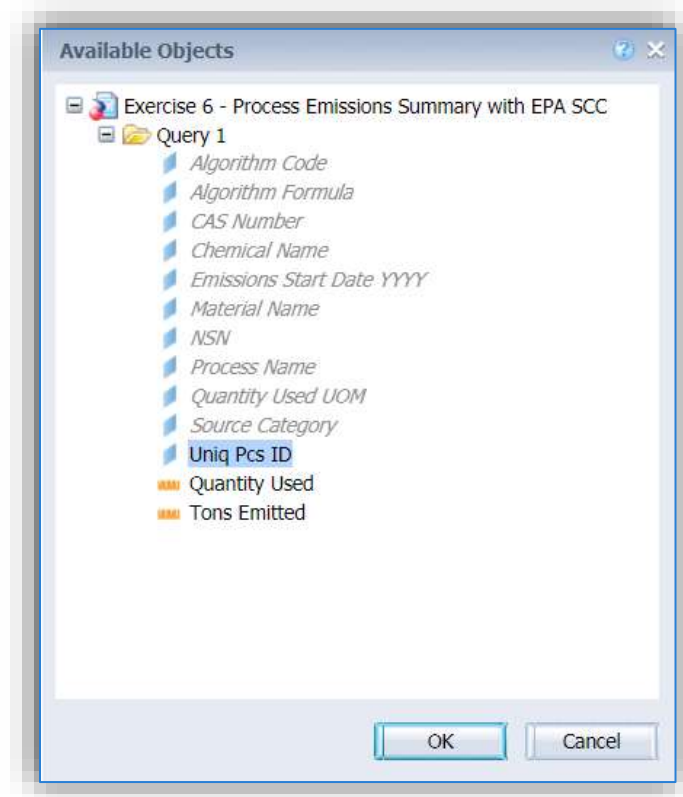 Available Objects
Exercise 6 - Process Emissions Summary with EPA SCC
Query 1
Algorithm Code
Algorithm Formula
CAS Number
Chemical Name
Emissions Start Date YYYY
Material Name
NSN
Process Name
Quantity Used UOM
Source Category
Uniq Pcs ID
Quantity Used
Tons Emitted
OK Cancel